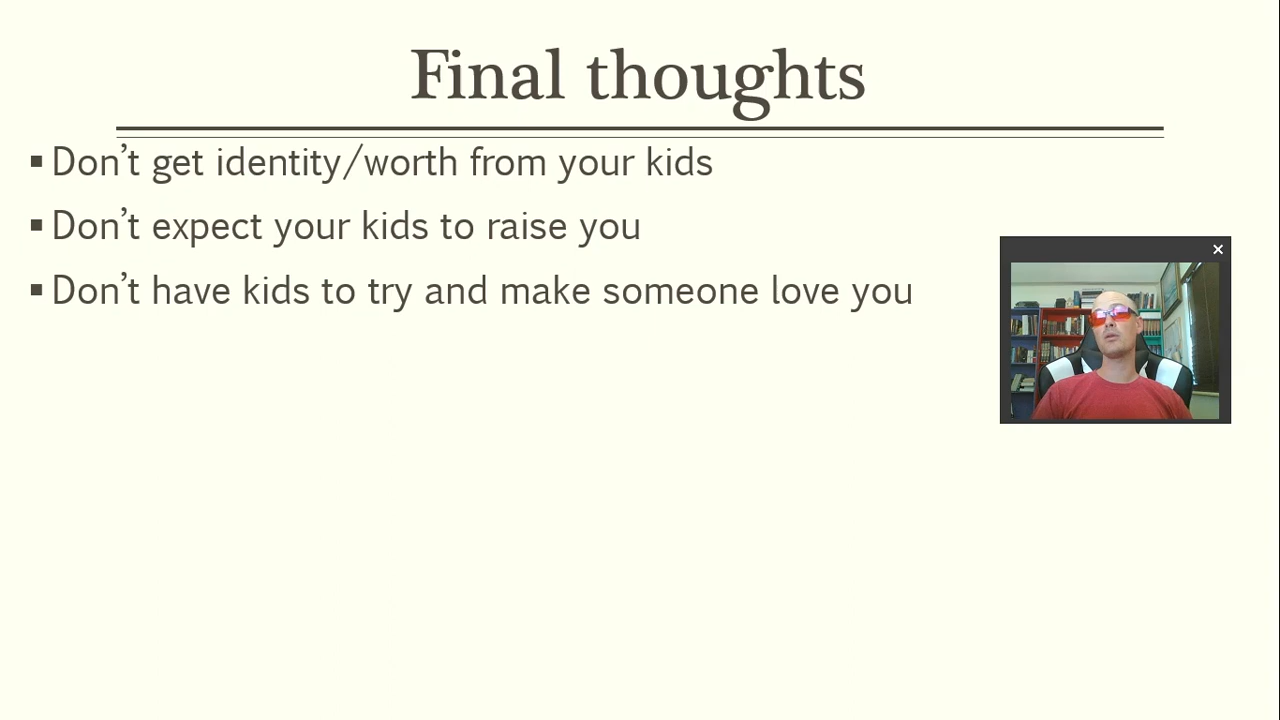 Final thoughts
Don’t get identity/worth from your kids
Don’t expect your kids to raise you
Don’t have kids to try and make someone love you